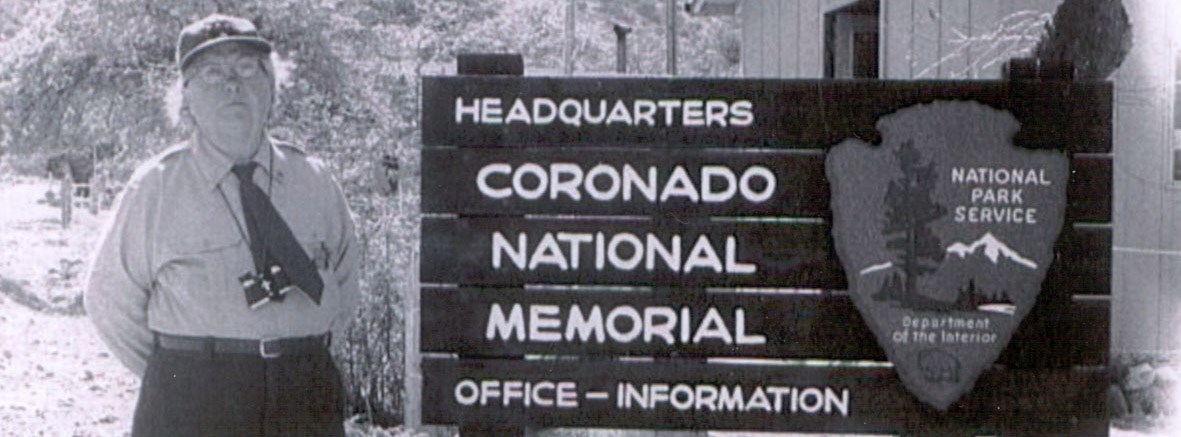 HEADQUARTERS
CORONADO
NATIONAL
MEMORIAL
OFFICE – INFORMATION
NATIONAL
PARK
SERVICE
Department
of the Interior